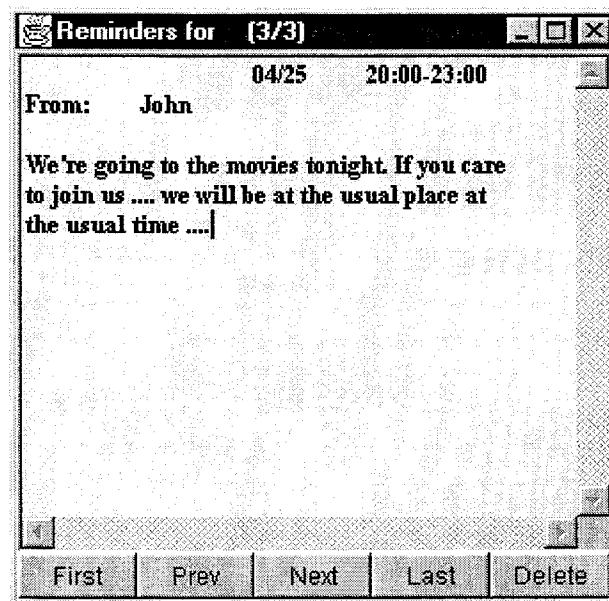 Reminders for (3/3)
04/25 20:00-23:00
From: John
We're going to the movies tonight. If you care
to join us .... we will be at the usual place at
the usual time ....
First Prev Next Last Delete